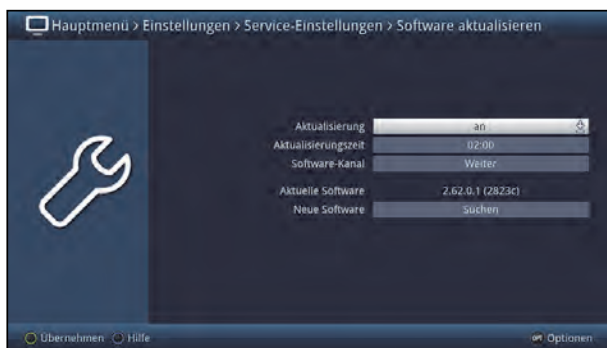 Hauptmenü > Einstellungen > Service-Einstellungen > Software aktualisieren
Aktualisierung an
Aktualisierungszeit 02:00
Software-Kanal Weiter
Aktuelle Software 2.62.0.1 (2823c)
Neue Software Suchen
Übernehmen Hilfe OPT Optionen